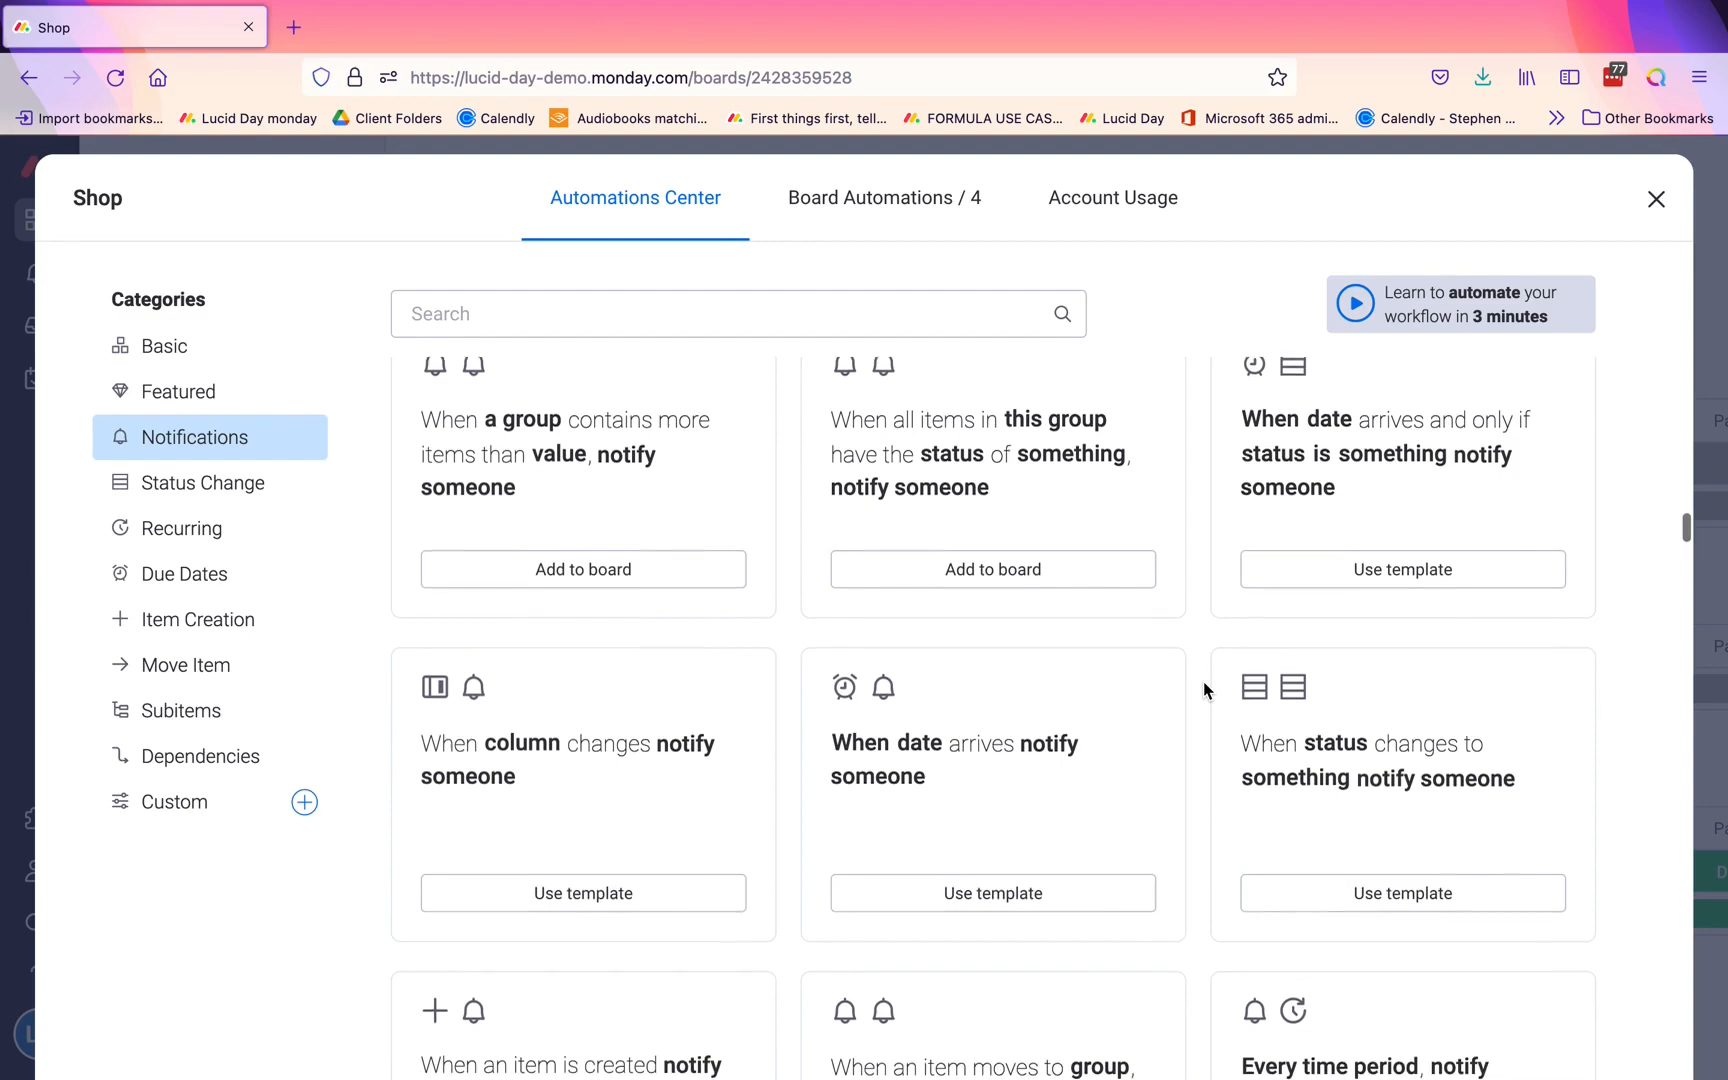 Shop
https://lucid-day-demo.monday.com/boards/2428359528
77
Import bookmarks...
Lucid Day monday
Client Folders
Calendly
Audiobooks matchi...
First things first, tell...
FORMULA USE CAS...
Lucid Day
Microsoft 365 admi...
Calendly - Stephen ...
Other Bookmarks
Shop
Automations Center
Board Automations / 4
Account Usage
Categories
Basic
Featured
Notifications
Status Change
Recurring
Due Dates
Item Creation
Move Item
Subitems
Dependencies
Custom
Search
Learn to automate your
workflow in 3 minutes
When a group contains more
items than value, notify
someone
Add to board
When all items in this group
have the status of something,
notify someone
Add to board
When date arrives and only if
status is something notify
someone
Use template
When column changes notify
someone
Use template
When date arrives notify
someone
Use template
When status changes to
something notify someone
Use template
When an item is created notify
When an item moves to group,
Every time period, notify